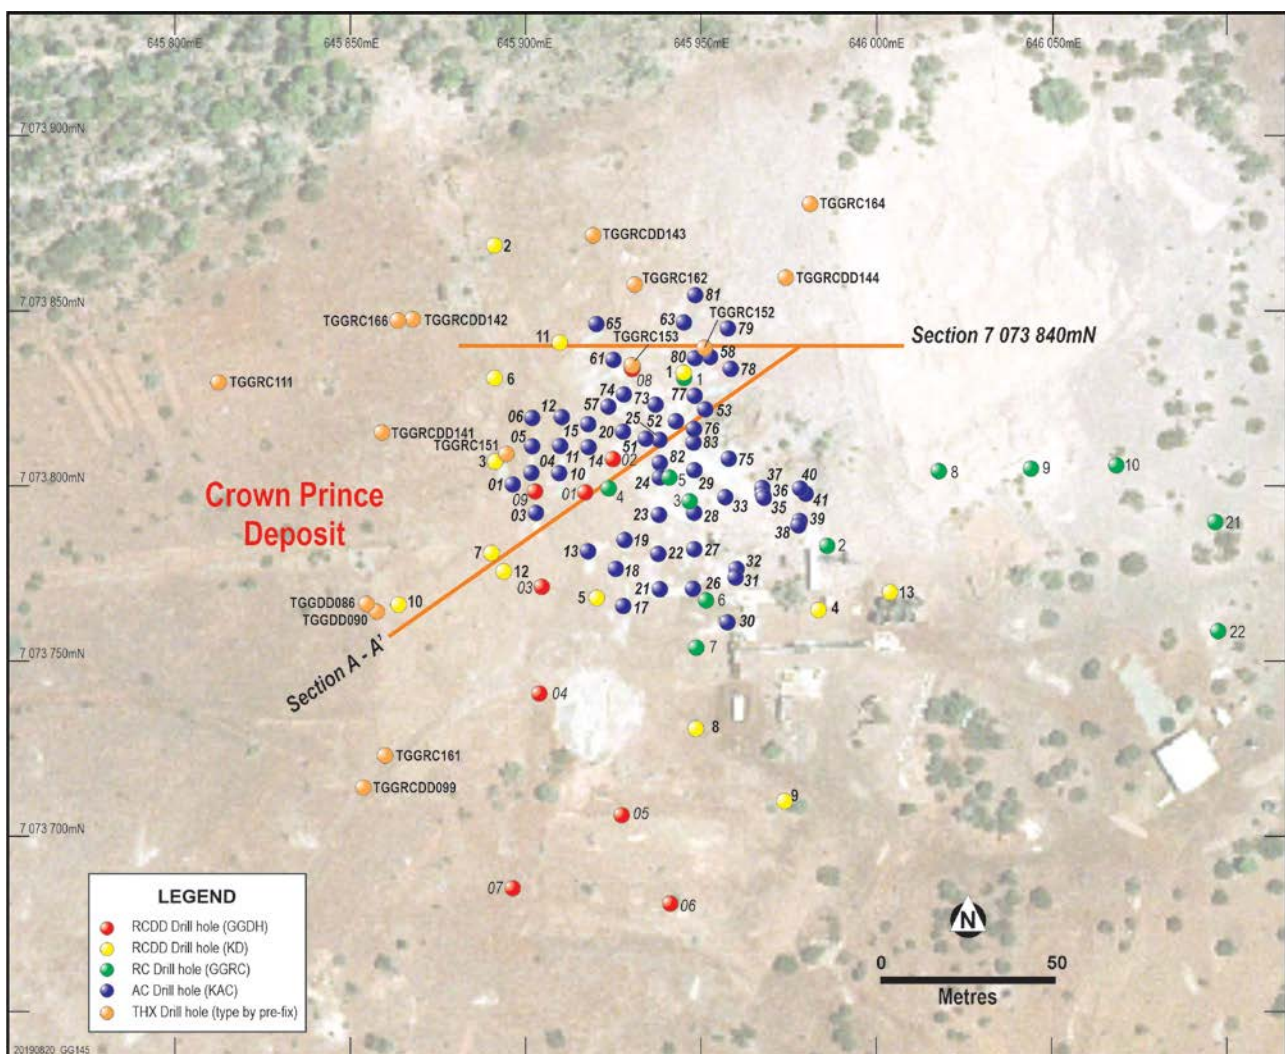 645 800mE 645 850mE 645 900mE 645 950mE 646 000mE 646 050mE
7 073 900mN
TGGRC164
TGGRCDD143
2
TGGRC162
TGGRCDD144
81
7 073 850mN
TGGRC152
TGGRC166
TGGRCDD142
65
63
79
11
TGGRC153
Section 7 073 840mN
61
80
58
08
1
1
78
TGGRC111
6
74
73
77
12
57
53
06
25
52
TGGRCDD141
15
20
76
05
51
83
TGGRC151
11
14
02
82
75
3
04
10
24
5
29
37
40
8
9
10
7 073 800mN
01
09
01
4
3
33
36
35
41
Crown Prince
Deposit
03
23
28
39
38
21
19
13
22
27
2
7
12
18
32
31
03
21
26
13
TGGDD086
10
5
17
6
4
TGGDD090
30
22
7
7 073 750mN
Section A - A'
04
8
TGGRC161
TGGRCDD099
9
05
7 073 700mN
07
06
LEGEND
RCDD Drill hole (GGDH)
RCDD Drill hole (KD)
RC Drill hole (GGRC)
AC Drill hole (KAC)
THX Drill hole (type by pre-fix)
N
0 50
Metres
20190820_GG145